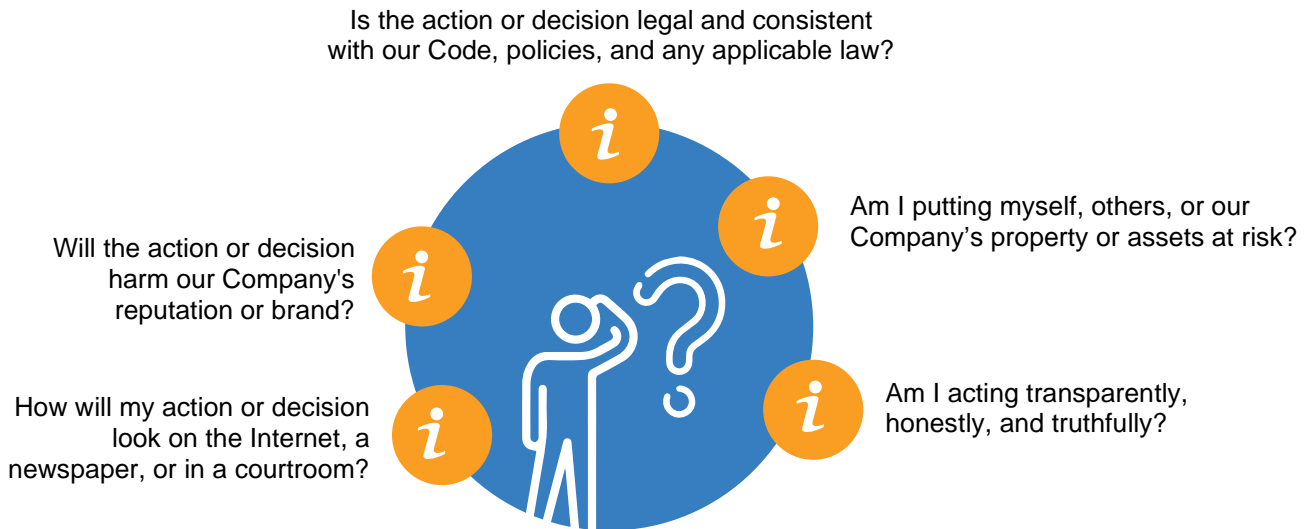 Is the action or decision legal and consistent
with our Code, policies, and any applicable law?
Am I putting myself, others, or our
Company’s property or assets at risk?
Will the action or decision
harm our Company's
reputation or brand?
Am I acting transparently,
honestly, and truthfully?
How will my action or decision
look on the Internet, a
newspaper, or in a courtroom?